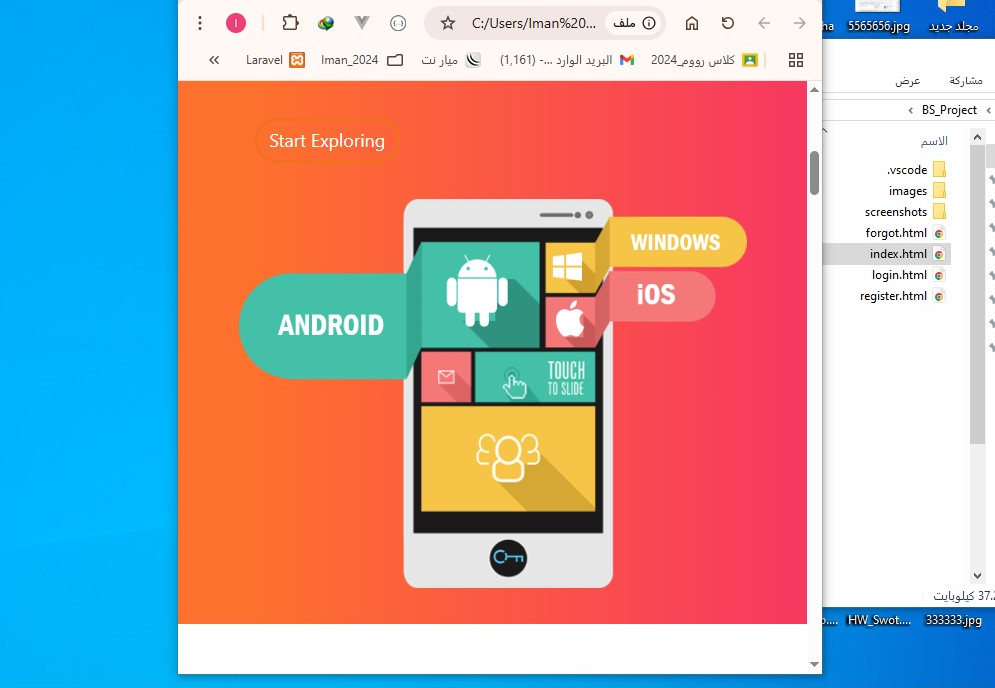 I
C:/Users/Iman%20...
ملف
Laravel
Iman_2024
ميار نت
البريد الوارد ...- (1,161)
كلاس رووم_2024
Start Exploring
ANDROID
WINDOWS
iOS
TOUCH
TO SLIDE
5565656.jpg
مجلد جديد
عرض
مشاركة
BS_Project
الاسم
.vscode
images
screenshots
forgot.html
index.html
login.html
register.html
37.2 كيلوبايت
HW_Swot....
333333.jpg